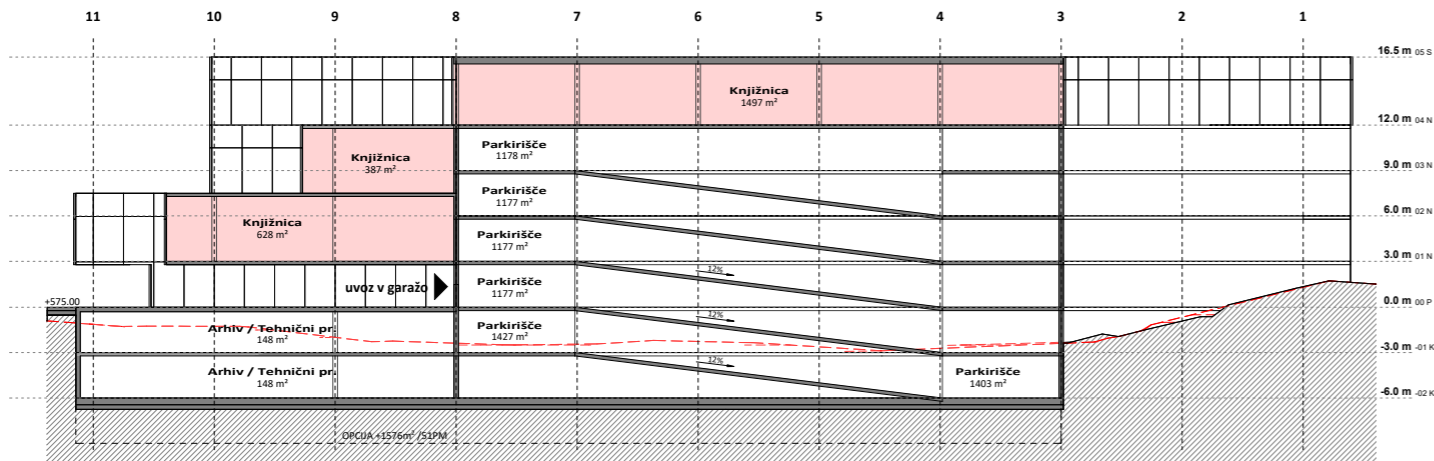 11 10 9 8 7 6 5 4 3 2 1
16.5 m 05 S
Knjižnica
1497 m²
12.0 m 04 N
Parkirišče
1178 m²
Knjižnica
387 m²
9.0 m 03 N
Parkirišče
1177 m²
6.0 m 02 N
Knjižnica
628 m²
Parkirišče
1177 m²
3.0 m 01 N
12%
uvoz v garažo
Parkirišče
1177 m²
+575.00
0.0 m 00 P
12%
Arhiv / Tehnični pr.
148 m²
Parkirišče
1427 m²
-3.0 m -01 K
12%
Arhiv / Tehnični pr.
148 m²
Parkirišče
1403 m²
-6.0 m -02 K
OPCIJA +1576m² /51PM